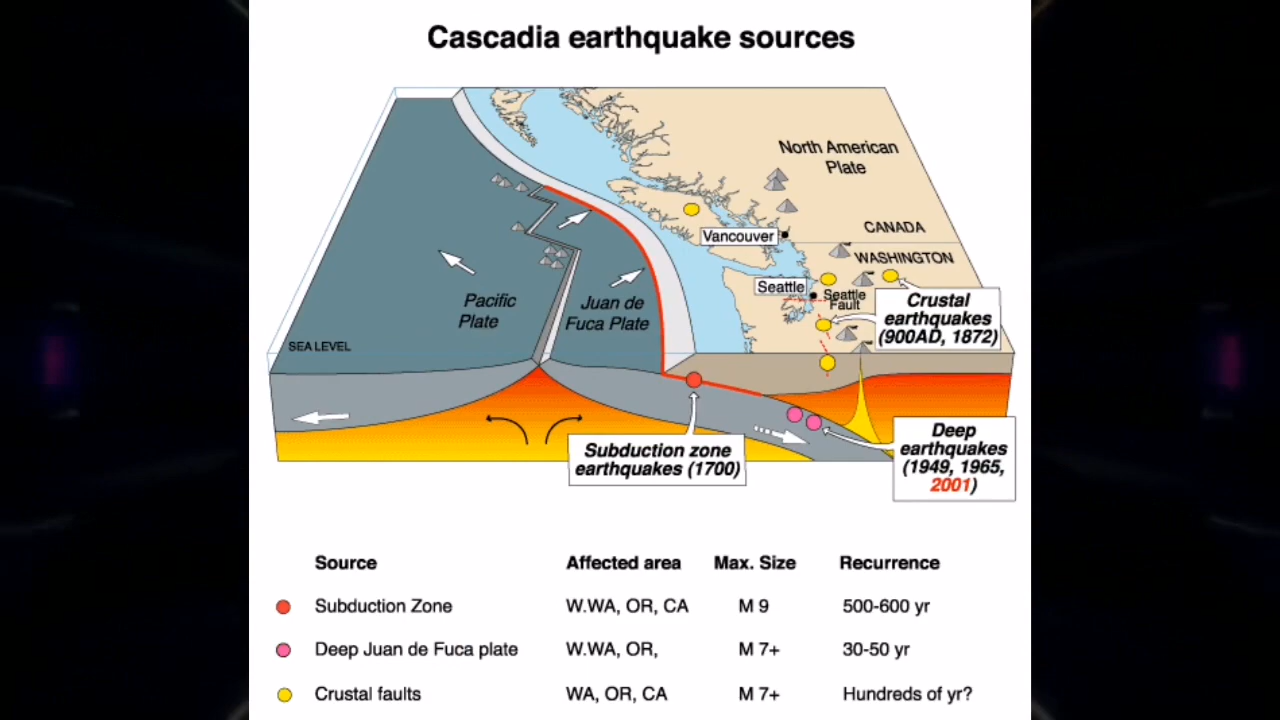 Cascadia earthquake sources
North American
Plate
CANADA
Vancouver
WASHINGTON
Seattle
Seattle
Fault
Crustal
earthquakes
(900AD, 1872)
Pacific
Plate
Juan de
Fuca Plate
SEA LEVEL
Subduction zone
earthquakes (1700)
Deep
earthquakes
(1949, 1965,
2001)
Source Affected area Max. Size Recurrence
Subduction Zone W.WA, OR, CA M 9 500-600 yr
Deep Juan de Fuca plate W.WA, OR, M 7+ 30-50 yr
Crustal faults WA, OR, CA M 7+ Hundreds of yr?